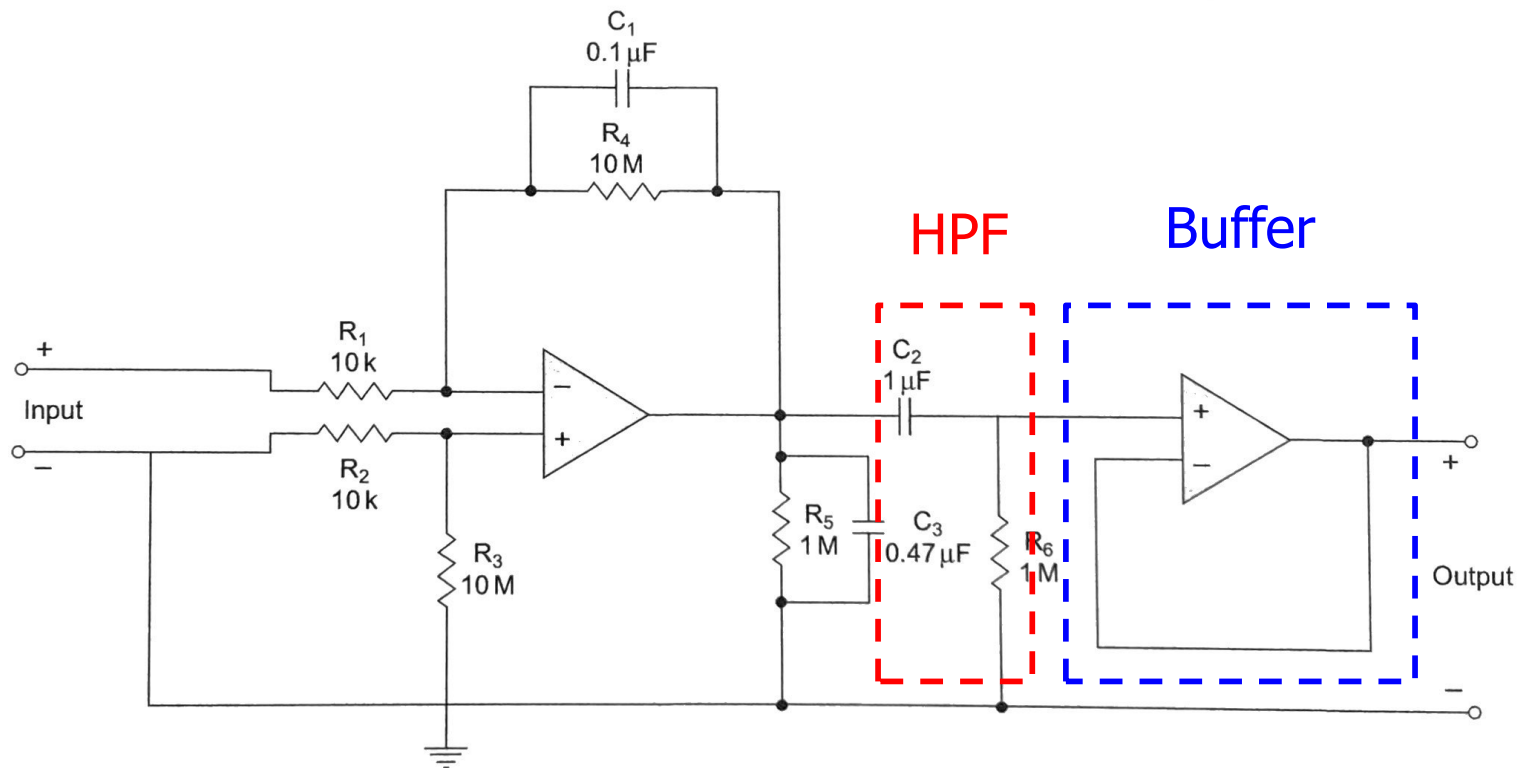 C₁
0.1 μF
R₄
10 M
HPF
Buffer
R₁
10 k
+
Input
−
R₂
10 k
−
+
R₃
10 M
C₂
1 μF
R₅
1 M
C₃
0.47 μF
R₆
1 M
+
−
+
Output
−